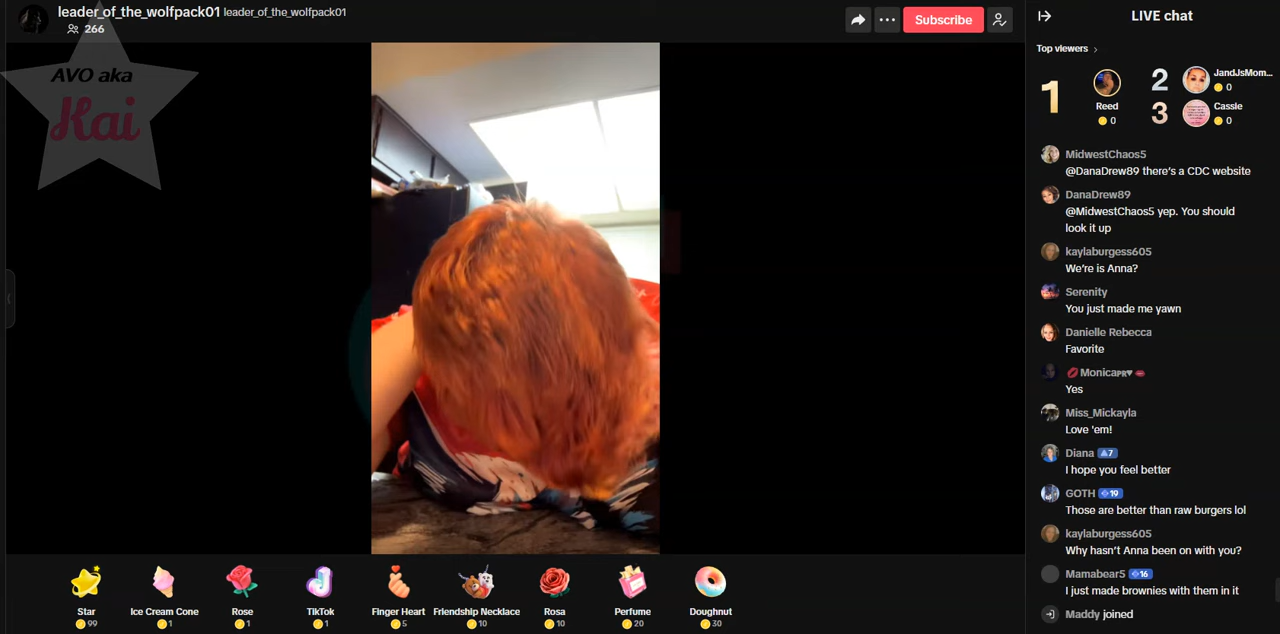 leader_of_the_wolfpack01 leader_of_the_wolfpack01
266
Subscribe
LIVE chat
AVO aka
Kai
Top viewers
1
Reed
0
2
JandJsMom...
0
3
Cassie
0
MidwestChaos5
@DanaDrew89 there's a CDC website
DanaDrew89
@MidwestChaos5 yep. You should
look it up
kaylaburgess605
We're is Anna?
Serenity
You just made me yawn
Danielle Rebecca
Favorite
💋 Monicaᴘʀ♥ 👄
Yes
Miss_Mickayla
Love 'em!
Diana 7
I hope you feel better
GOTH 19
Those are better than raw burgers lol
kaylaburgess605
Why hasn't Anna been on with you?
Mamabear5 16
I just made brownies with them in it
Maddy joined
Star
99
Ice Cream Cone
1
Rose
1
TikTok
1
Finger Heart
5
Friendship Necklace
10
Rosa
10
Perfume
20
Doughnut
30